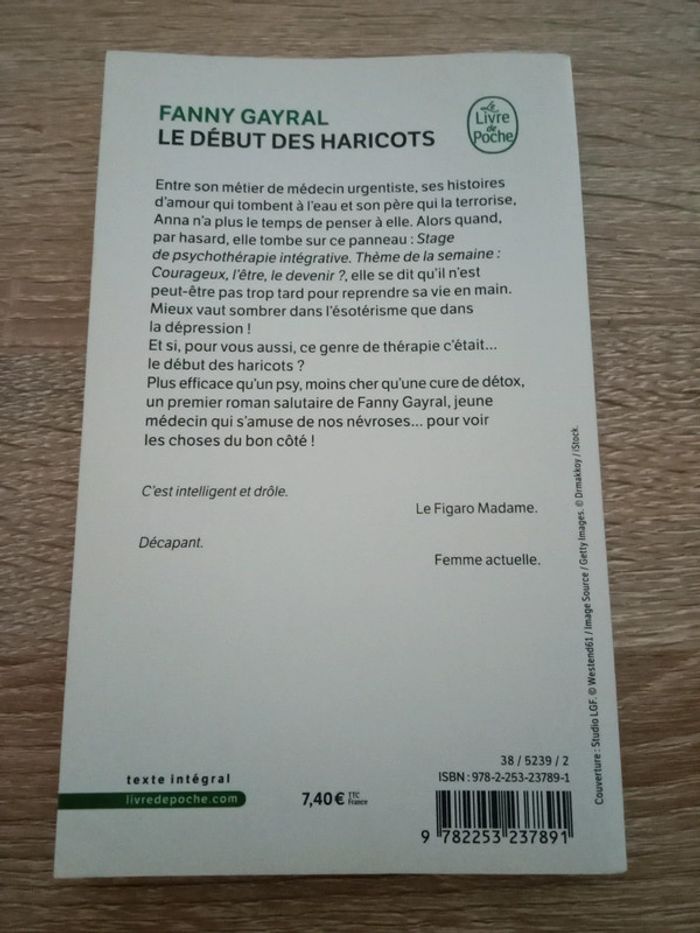 FANNY GAYRAL
LE DÉBUT DES HARICOTS
Le
Livre
de
Poche
Entre son métier de médecin urgentiste, ses histoires
d'amour qui tombent à l'eau et son père qui la terrorise,
Anna n'a plus le temps de penser à elle. Alors quand,
par hasard, elle tombe sur ce panneau : Stage
de psychothérapie intégrative. Thème de la semaine :
Courageux, l'être, le devenir ?, elle se dit qu'il n'est
peut-être pas trop tard pour reprendre sa vie en main.
Mieux vaut sombrer dans l'ésotérisme que dans
la dépression !
Et si, pour vous aussi, ce genre de thérapie c'était...
le début des haricots ?
Plus efficace qu'un psy, moins cher qu'une cure de détox,
un premier roman salutaire de Fanny Gayral, jeune
médecin qui s'amuse de nos névroses... pour voir
les choses du bon côté !
C'est intelligent et drôle.
Le Figaro Madame.
Décapant.
Femme actuelle.
Couverture : Studio LGF. © Westend61 / Image Source / Getty Images. © Drmakkoy / iStock.
texte intégral
livredepoche.com
7,40 € TTC
France
38 / 5239 / 2
ISBN : 978-2-253-23789-1
9 782253 237891